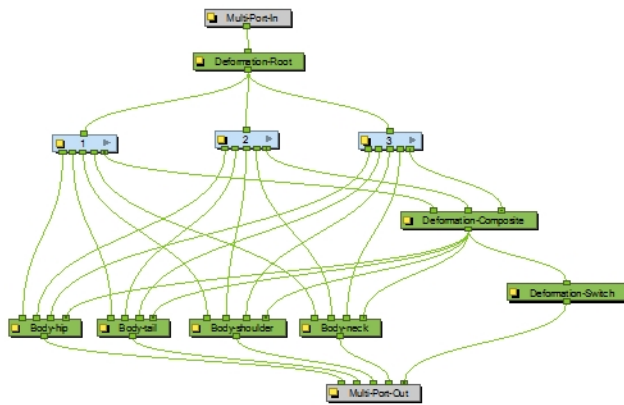 Multi-Port-In
Deformation-Root
1
2
3
Deformation-Composite
Deformation-Switch
Body-hip
Body-tail
Body-shoulder
Body-neck
Multi-Port-Out